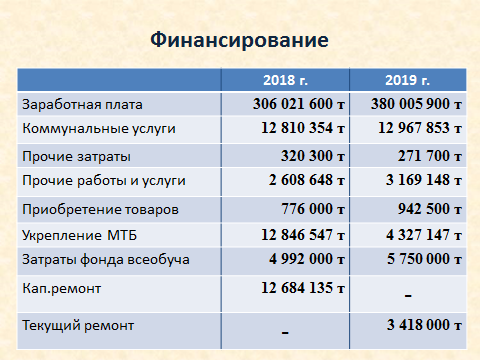 Финансирование
2018 г. 2019 г.
Заработная плата 306 021 600 т 380 005 900 т
Коммунальные услуги 12 810 354 т 12 967 853 т
Прочие затраты 320 300 т 271 700 т
Прочие работы и услуги 2 608 648 т 3 169 148 т
Приобретение товаров 776 000 т 942 500 т
Укрепление МТБ 12 846 547 т 4 327 147 т
Затраты фонда всеобуча 4 992 000 т 5 750 000 т
Кап.ремонт 12 684 135 т –
Текущий ремонт – 3 418 000 т